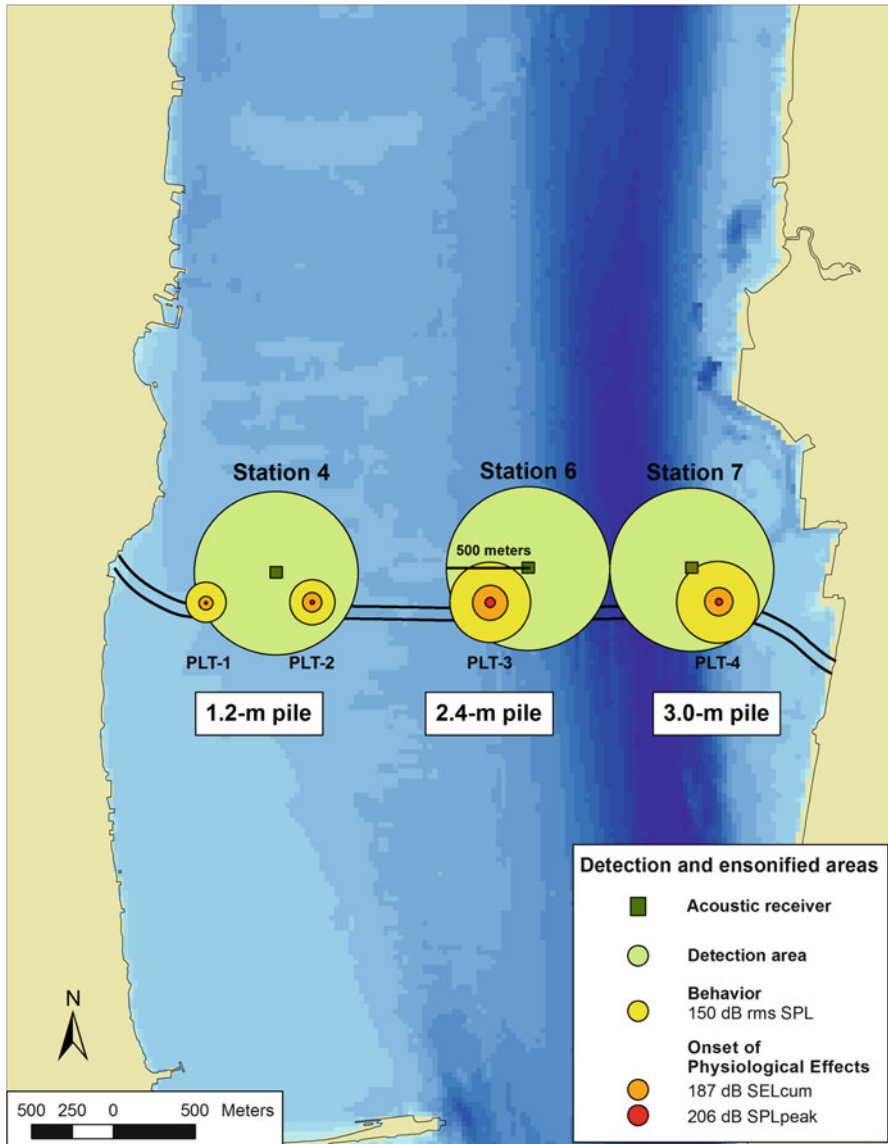 Station 4
Station 6
Station 7
500 meters
PLT-1
PLT-2
PLT-3
PLT-4
1.2-m pile
2.4-m pile
3.0-m pile
Detection and ensonified areas
Acoustic receiver
Detection area
Behavior
150 dB rms SPL
Onset of
Physiological Effects
187 dB SELcum
206 dB SPLpeak
N
500 250 0 500 Meters